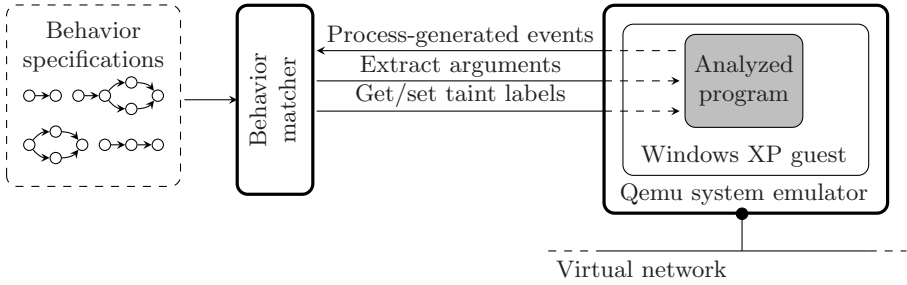 Behavior
specifications
Behavior
matcher
Process-generated events
Extract arguments
Get/set taint labels
Analyzed
program
Windows XP guest
Qemu system emulator
Virtual network